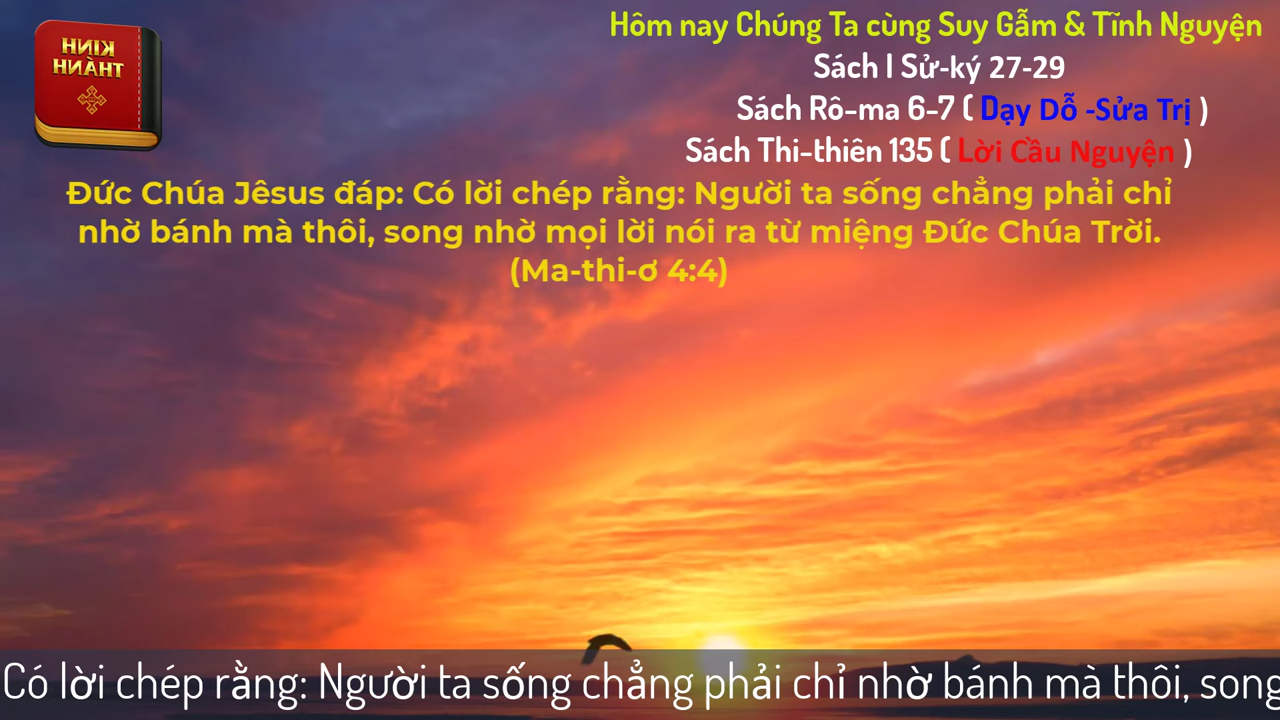 KINH
THÁNH
Hôm nay Chúng Ta cùng Suy Gẫm & Tĩnh Nguyện
Sách I Sử-ký 27-29
Sách Rô-ma 6-7 ( Dạy Dỗ -Sửa Trị )
Sách Thi-thiên 135 ( Lời Cầu Nguyện )
Đức Chúa Jêsus đáp: Có lời chép rằng: Người ta sống chẳng phải chỉ
nhờ bánh mà thôi, song nhờ mọi lời nói ra từ miệng Đức Chúa Trời.
(Ma-thi-ơ 4:4)
Có lời chép rằng: Người ta sống chẳng phải chỉ nhờ bánh mà thôi, song